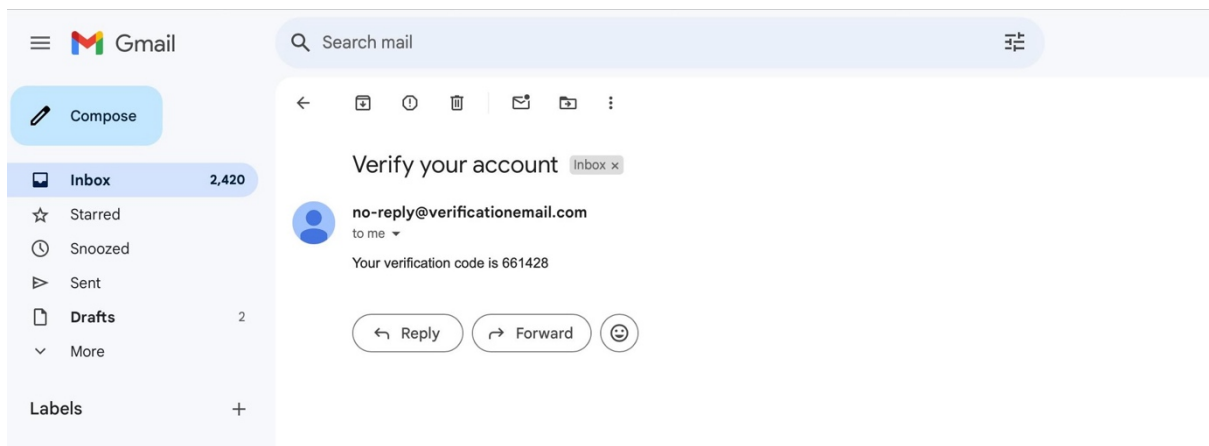 Gmail
Search mail
Compose
Verify your account Inbox ×
Inbox 2,420
no-reply@verificationemail.com
Starred
to me
Snoozed
Your verification code is 661428
Sent
Drafts 2
Reply Forward
More
Labels +